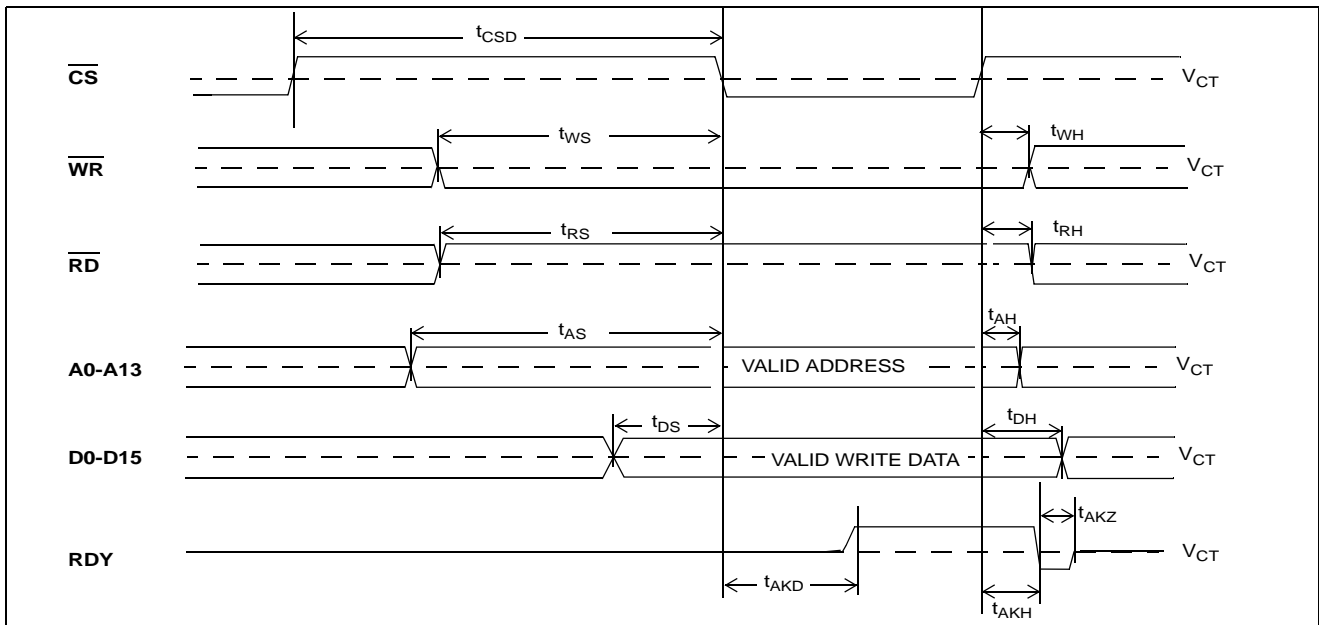 tCSD
CS VCT
tWS tWH
WR VCT
tRS tRH
RD VCT
tAS tAH
A0-A13 VALID ADDRESS VCT
tDS tDH
D0-D15 VALID WRITE DATA VCT
tAKZ
RDY VCT
tAKD tAKH